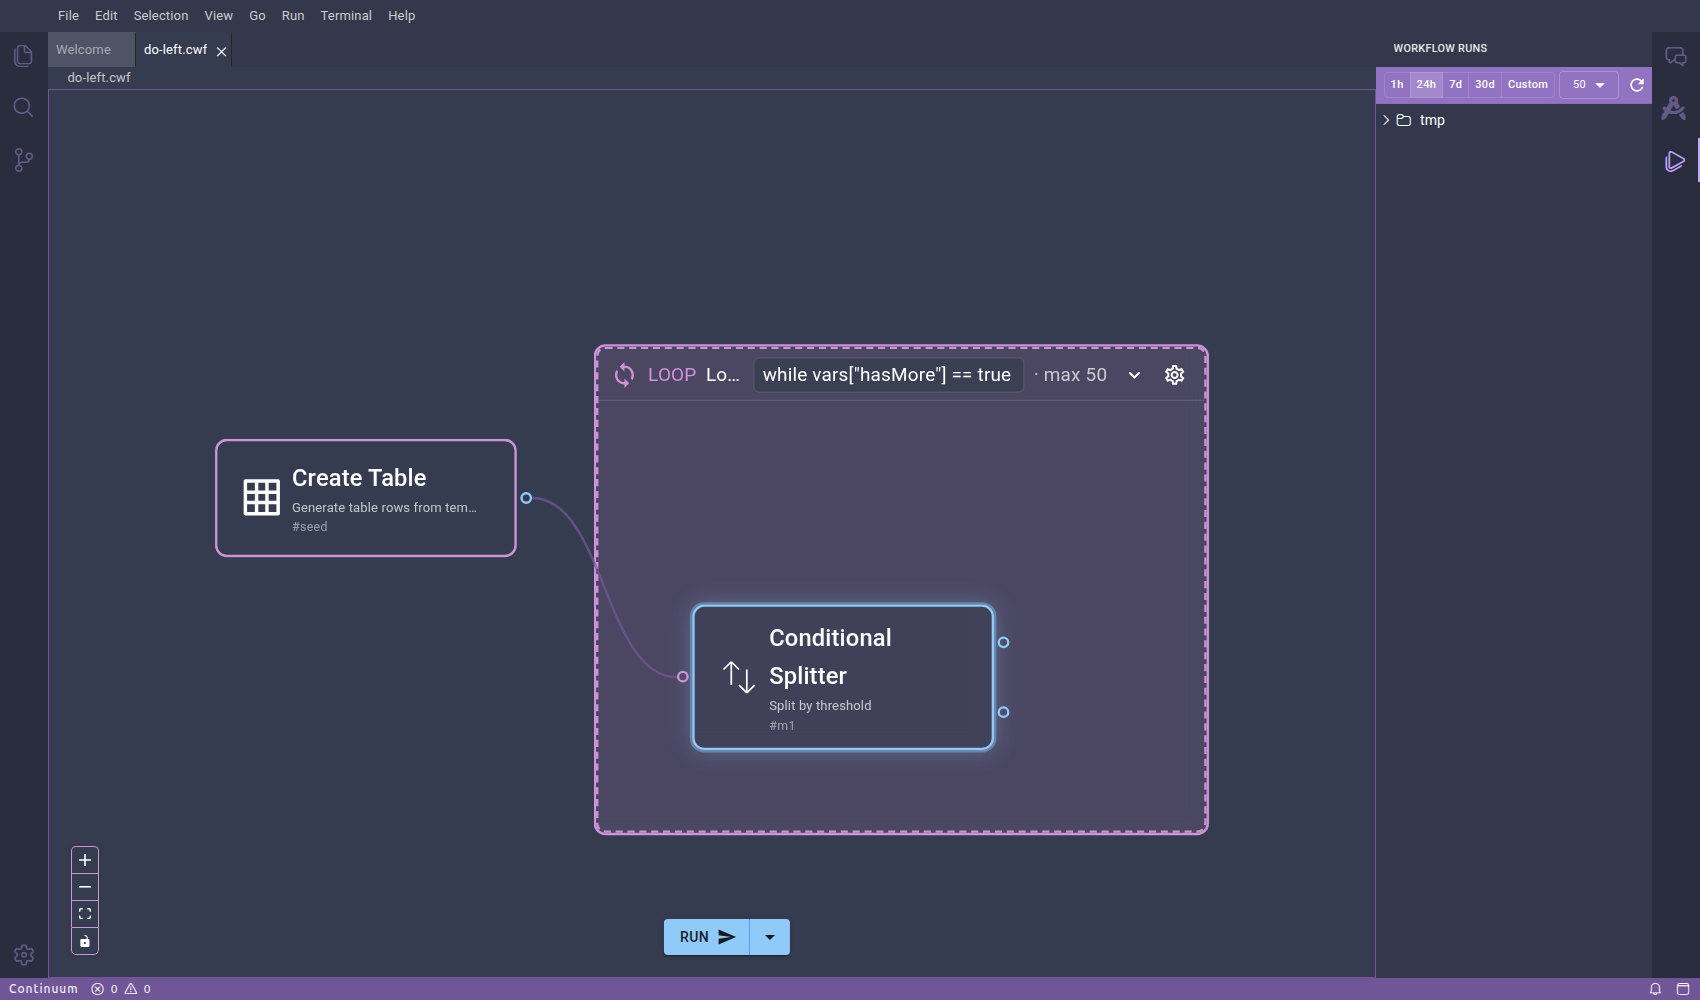 File Edit Selection View Go Run Terminal Help
Welcome do-left.cwf
do-left.cwf
WORKFLOW RUNS
1h 24h 7d 30d Custom 50
tmp
LOOP Lo... while vars["hasMore"] == true · max 50
Create Table
Generate table rows from tem...
#seed
Conditional
Splitter
Split by threshold
#m1
RUN
Continuum 0 0